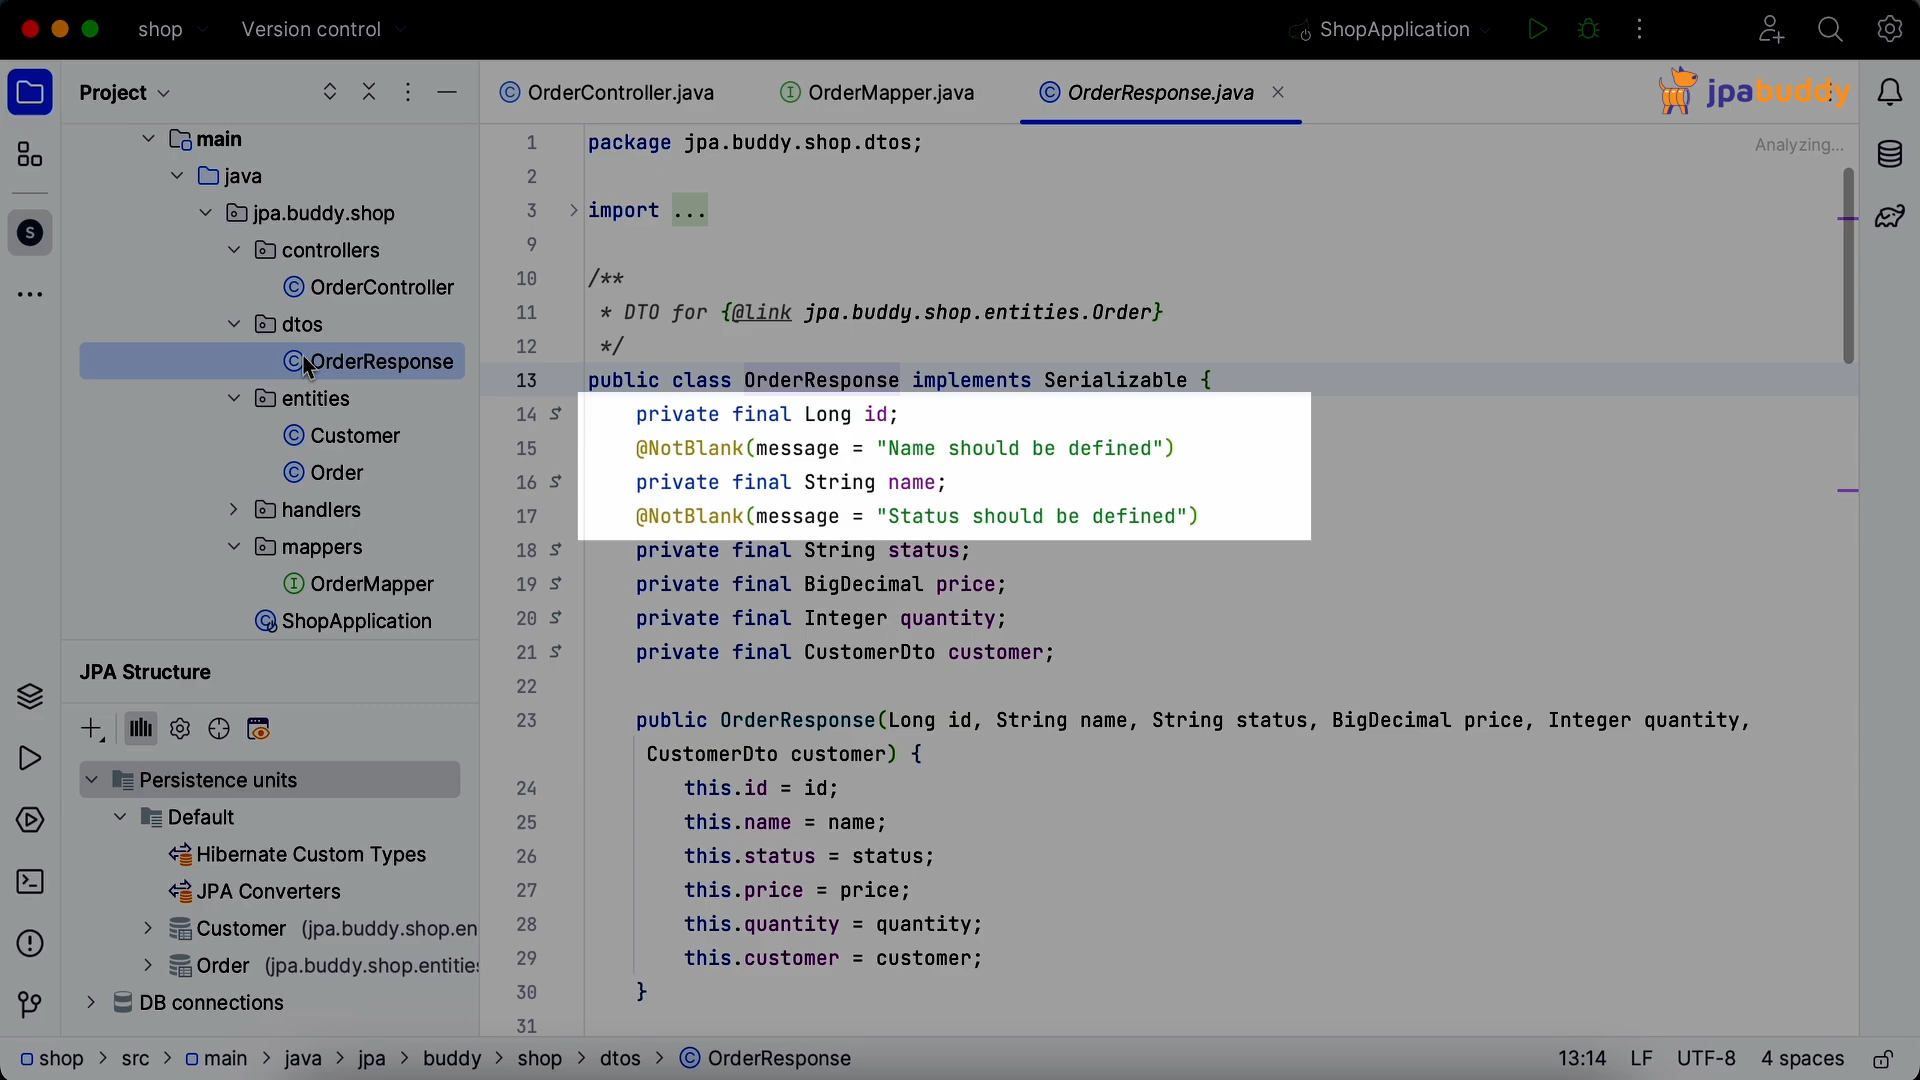 shop
Version control
ShopApplication
Project
OrderController.java
OrderMapper.java
OrderResponse.java
jpabuddy
main
java
jpa.buddy.shop
controllers
OrderController
dtos
OrderResponse
entities
Customer
Order
handlers
mappers
OrderMapper
ShopApplication
JPA Structure
Persistence units
Default
Hibernate Custom Types
JPA Converters
Customer (jpa.buddy.shop.en
Order (jpa.buddy.shop.entities
DB connections
Analyzing...
1 package jpa.buddy.shop.dtos;
2
3 import ...
9
10 /**
11 * DTO for {@link jpa.buddy.shop.entities.Order}
12 */
13 public class OrderResponse implements Serializable {
14 private final Long id;
15 @NotBlank(message = "Name should be defined")
16 private final String name;
17 @NotBlank(message = "Status should be defined")
18 private final String status;
19 private final BigDecimal price;
20 private final Integer quantity;
21 private final CustomerDto customer;
22
23 public OrderResponse(Long id, String name, String status, BigDecimal price, Integer quantity,
CustomerDto customer) {
24 this.id = id;
25 this.name = name;
26 this.status = status;
27 this.price = price;
28 this.quantity = quantity;
29 this.customer = customer;
30 }
31
shop > src > main > java > jpa > buddy > shop > dtos > OrderResponse
13:14 LF UTF-8 4 spaces